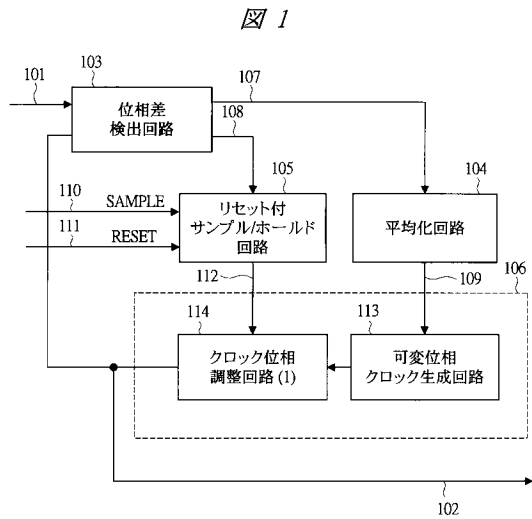 図 1
103
101
位相差
検出回路
107
108
105
104
110
SAMPLE
111
RESET
リセット付
サンプル/ホールド
回路
平均化回路
112
109
106
114
113
クロック位相
調整回路(1)
可変位相
クロック生成回路
102